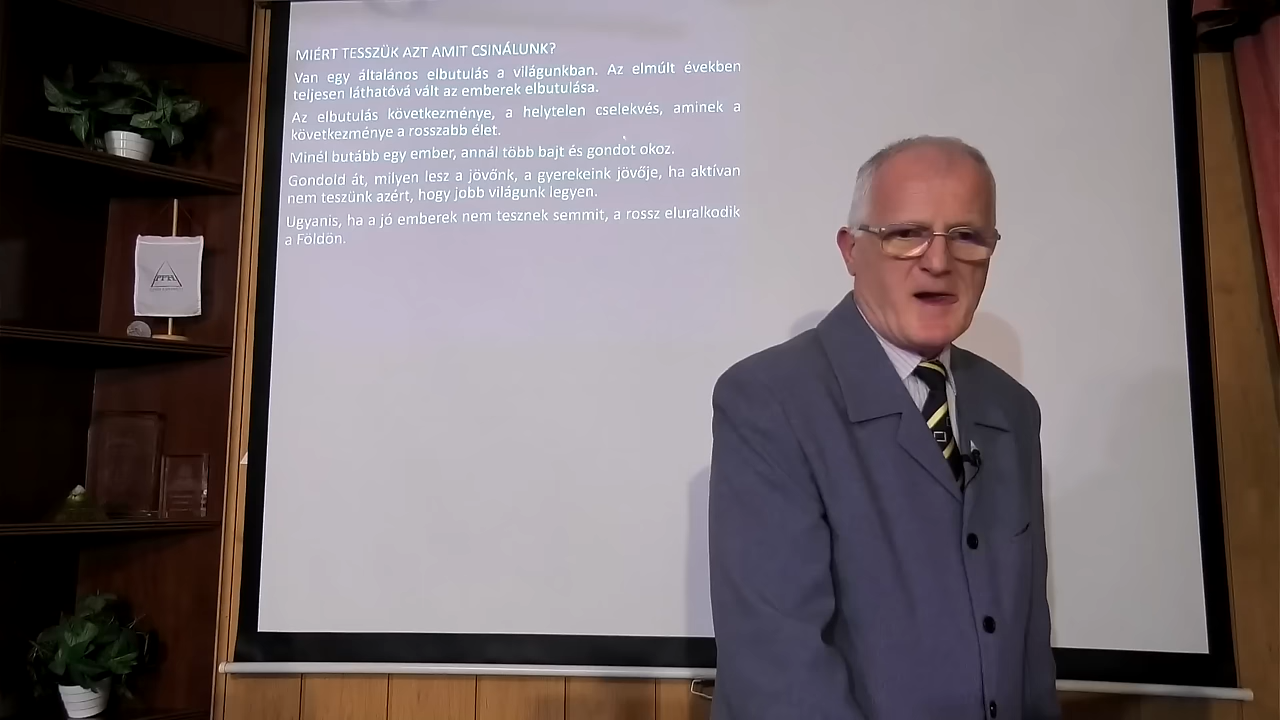 MIÉRT TESSZÜK AZT AMIT CSINÁLUNK?
Van egy általános elbutulás a világunkban. Az elmúlt években
teljesen láthatóvá vált az emberek elbutulása.
Az elbutulás következménye, a helytelen cselekvés, aminek a
következménye a rosszabb élet.
Minél butább egy ember, annál több bajt és gondot okoz.
Gondold át, milyen lesz a jövőnk, a gyerekeink jövője, ha aktívan
nem teszünk azért, hogy jobb világunk legyen.
Ugyanis, ha a jó emberek nem tesznek semmit, a rossz eluralkodik
a Földön.